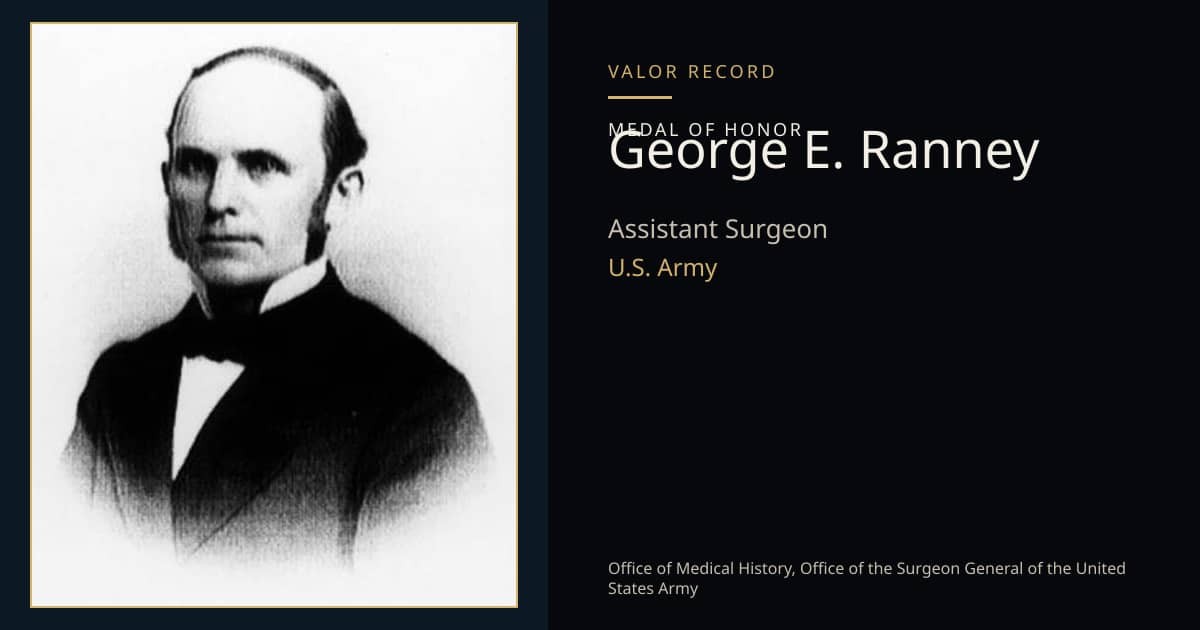 VALOR RECORD
MEDAL OF HONOR
George E. Ranney
Assistant Surgeon
U.S. Army
Office of Medical History, Office of the Surgeon General of the United
States Army